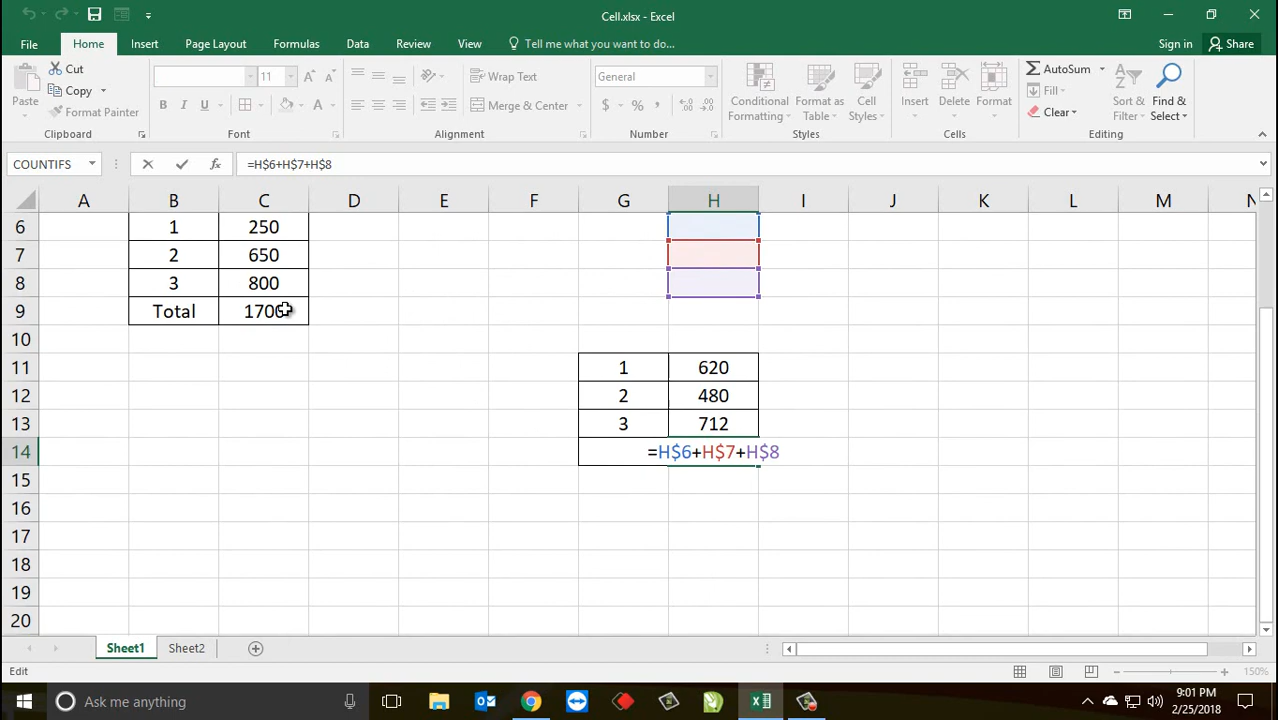 Cell.xlsx - Excel
File Home Insert Page Layout Formulas Data Review View Tell me what you want to do... Sign in Share
Cut
Copy
Format Painter
Paste
11
B I U A
Wrap Text
Merge & Center
General
$ % ,
Conditional Formatting
Format as Table
Cell Styles
Insert
Delete
Format
AutoSum
Fill
Clear
Sort & Filter
Find & Select
Clipboard Font Alignment Number Styles Cells Editing
COUNTIFS fx =H$6+H$7+H$8
A B C D E F G H I J K L M N
6 1 250
7 2 650
8 3 800
9 Total 1700
10
11 1 620
12 2 480
13 3 712
14 =H$6+H$7+H$8
15
16
17
18
19
20
Sheet1 Sheet2
Edit 150%
Ask me anything
9:01 PM
2/25/2018